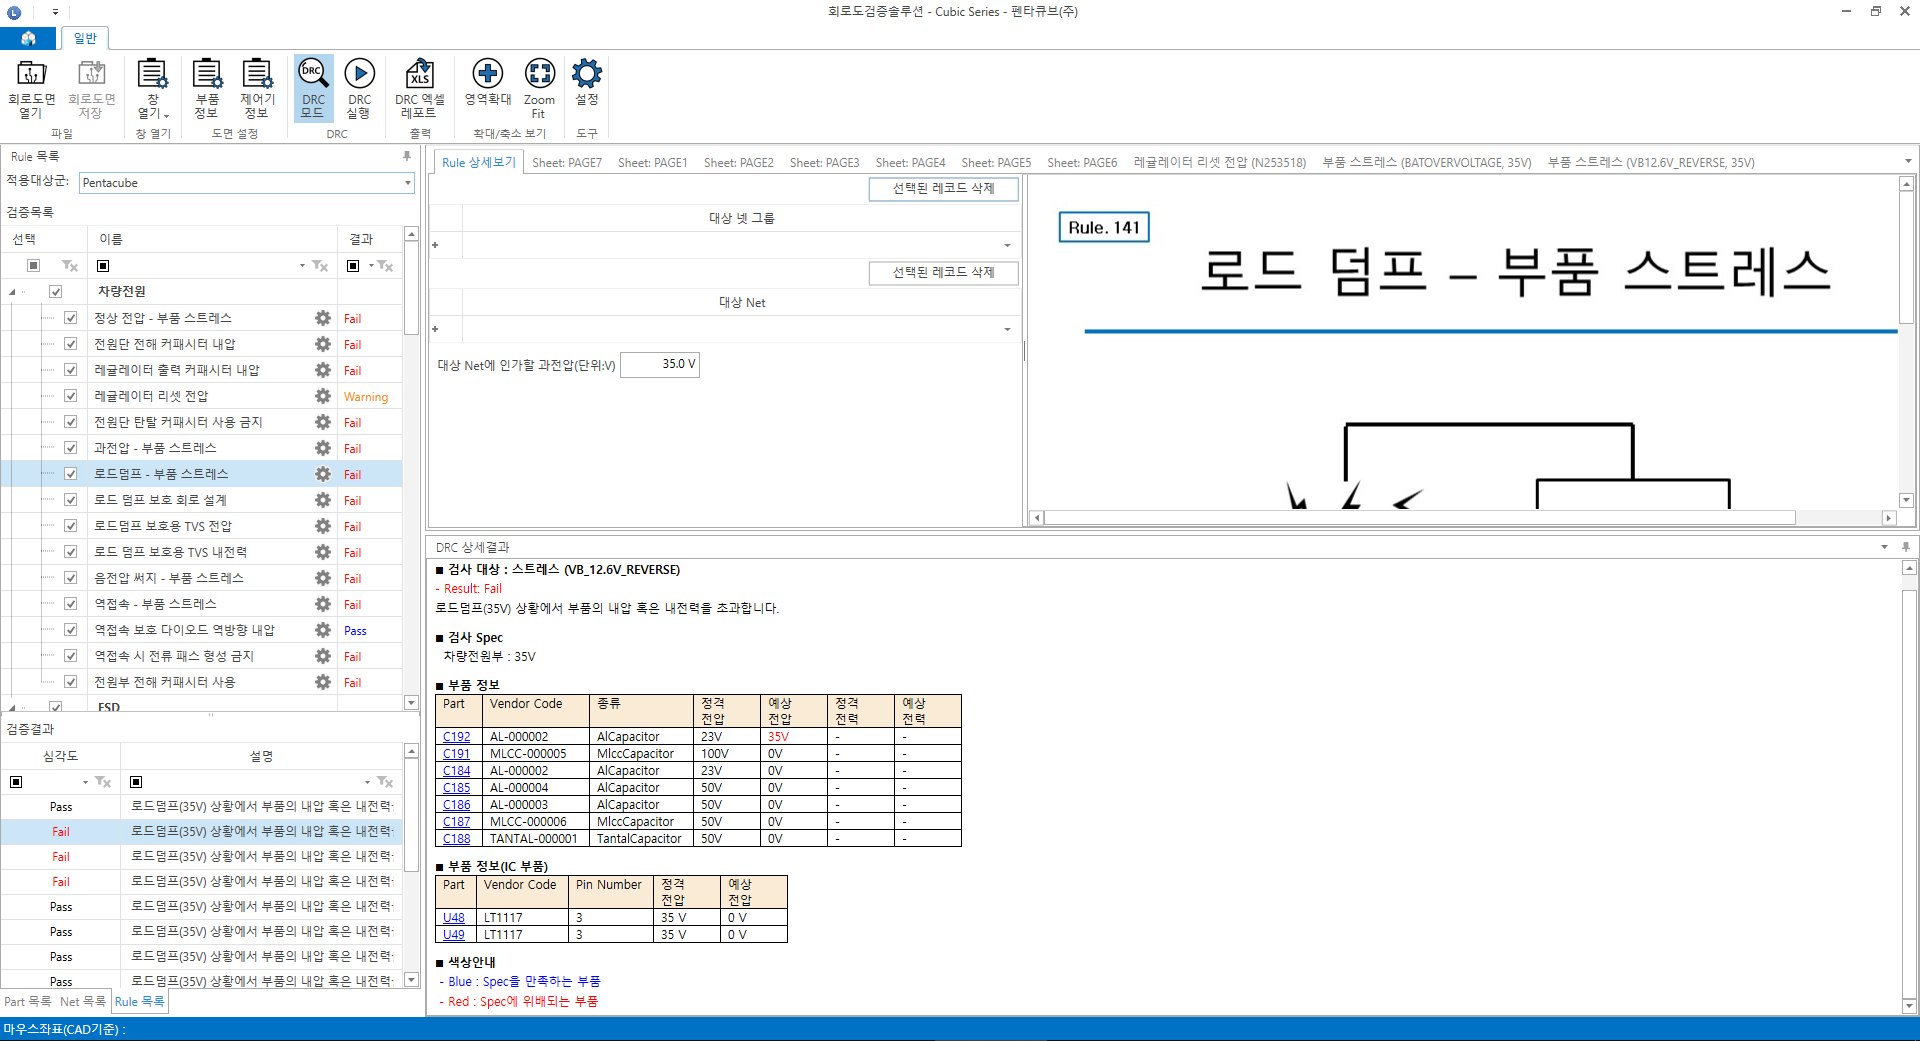 회로도검증솔루션 - Cubic Series - 펜타큐브(주)
일반
회로도면 열기
회로도면 저장
창 열기
부품 정보
제어기 정보
DRC 모드
DRC 실행
DRC 엑셀 레포트
영역확대
Zoom Fit
설정
파일
창 열기
도면 설정
DRC
출력
확대/축소 보기
도구
Rule 목록
적용대상군: Pentacube
검증목록
선택 이름 결과
차량전원
정상 전압 - 부품 스트레스 Fail
전원단 전해 커패시터 내압 Fail
레귤레이터 출력 커패시터 내압 Fail
레귤레이터 리셋 전압 Warning
전원단 탄탈 커패시터 사용 금지 Fail
과전압 - 부품 스트레스 Fail
로드덤프 - 부품 스트레스 Fail
로드 덤프 보호 회로 설계 Fail
로드덤프 보호용 TVS 전압 Fail
로드 덤프 보호용 TVS 내전력 Fail
음전압 써지 - 부품 스트레스 Fail
역접속 - 부품 스트레스 Fail
역접속 보호 다이오드 역방향 내압 Pass
역접속 시 전류 패스 형성 금지 Fail
전원부 전해 커패시터 사용 Fail
ESD
검증결과
심각도 설명
Pass 로드덤프(35V) 상황에서 부품의 내압 혹은 내전력
Fail 로드덤프(35V) 상황에서 부품의 내압 혹은 내전력
Fail 로드덤프(35V) 상황에서 부품의 내압 혹은 내전력
Fail 로드덤프(35V) 상황에서 부품의 내압 혹은 내전력
Pass 로드덤프(35V) 상황에서 부품의 내압 혹은 내전력
Pass 로드덤프(35V) 상황에서 부품의 내압 혹은 내전력
Pass 로드덤프(35V) 상황에서 부품의 내압 혹은 내전력
Pass 로드덤프(35V) 상황에서 부품의 내압 혹은 내전력
Part 목록 Net 목록 Rule 목록
마우스좌표(CAD기준) :
Rule 상세보기 Sheet: PAGE7 Sheet: PAGE1 Sheet: PAGE2 Sheet: PAGE3 Sheet: PAGE4 Sheet: PAGE5 Sheet: PAGE6 레귤레이터 리셋 전압 (N253518) 부품 스트레스 (BATOVERVOLTAGE, 35V) 부품 스트레스 (VB12.6V_REVERSE, 35V)
선택된 레코드 삭제
대상 넷 그룹
선택된 레코드 삭제
대상 Net
대상 Net에 인가할 과전압(단위:V) 35.0 V
Rule. 141
로드 덤프 – 부품 스트레스
DRC 상세결과
■ 검사 대상 : 스트레스 (VB_12.6V_REVERSE)
- Result: Fail
로드덤프(35V) 상황에서 부품의 내압 혹은 내전력을 초과합니다.
■ 검사 Spec
차량전원부 : 35V
■ 부품 정보
Part Vendor Code 종류 정격 전압 예상 전압 정격 전력 예상 전력
C192 AL-000002 AlCapacitor 23V 35V - -
C191 MLCC-000005 MlccCapacitor 100V 0V - -
C184 AL-000002 AlCapacitor 23V 0V - -
C185 AL-000004 AlCapacitor 50V 0V - -
C186 AL-000003 AlCapacitor 50V 0V - -
C187 MLCC-000006 MlccCapacitor 50V 0V - -
C188 TANTAL-000001 TantalCapacitor 50V 0V - -
■ 부품 정보(IC 부품)
Part Vendor Code Pin Number 정격 전압 예상 전압
U48 LT1117 3 35 V 0 V
U49 LT1117 3 35 V 0 V
■ 색상안내
- Blue : Spec을 만족하는 부품
- Red : Spec에 위배되는 부품